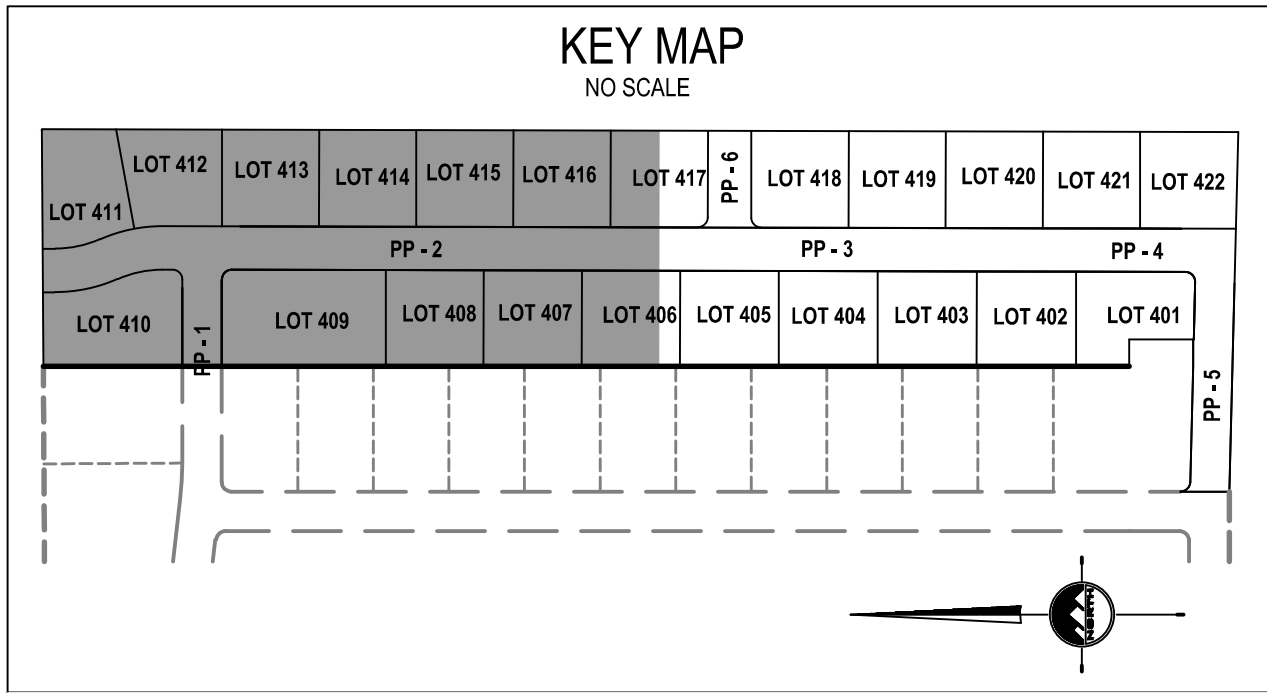 KEY MAP
NO SCALE
LOT 411
LOT 412
LOT 413
LOT 414
LOT 415
LOT 416
LOT 417
PP - 6
LOT 418
LOT 419
LOT 420
LOT 421
LOT 422
PP - 2
PP - 3
PP - 4
LOT 410
PP - 1
LOT 409
LOT 408
LOT 407
LOT 406
LOT 405
LOT 404
LOT 403
LOT 402
LOT 401
PP - 5
NORTH